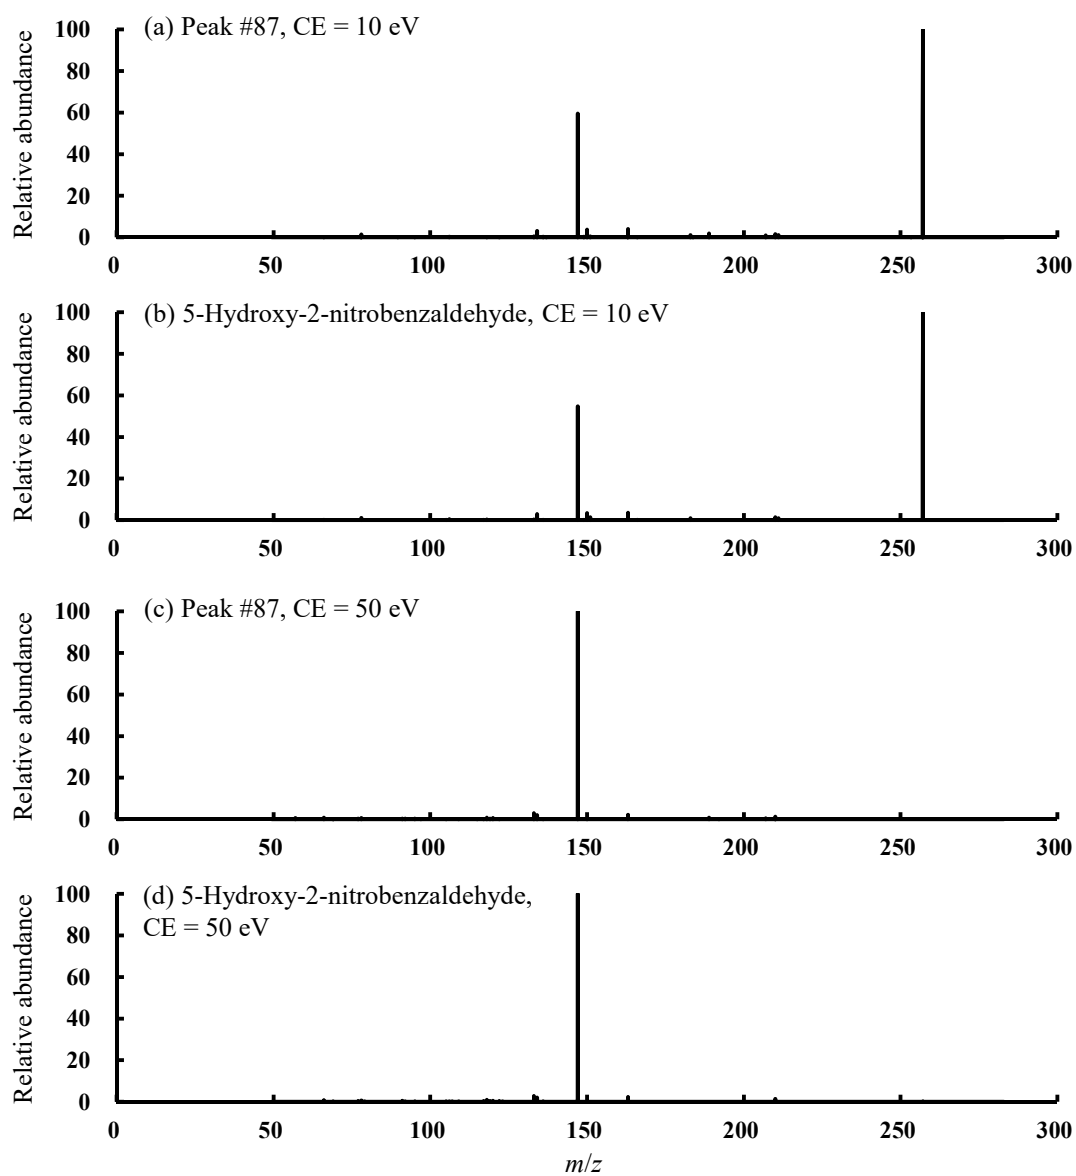 (a) Peak #87, CE = 10 eV
Relative abundance
100
80
60
40
20
0
0 50 100 150 200 250 300
(b) 5-Hydroxy-2-nitrobenzaldehyde, CE = 10 eV
Relative abundance
100
80
60
40
20
0
0 50 100 150 200 250 300
(c) Peak #87, CE = 50 eV
Relative abundance
100
80
60
40
20
0
0 50 100 150 200 250 300
(d) 5-Hydroxy-2-nitrobenzaldehyde,
CE = 50 eV
Relative abundance
100
80
60
40
20
0
0 50 100 150 200 250 300
m/z